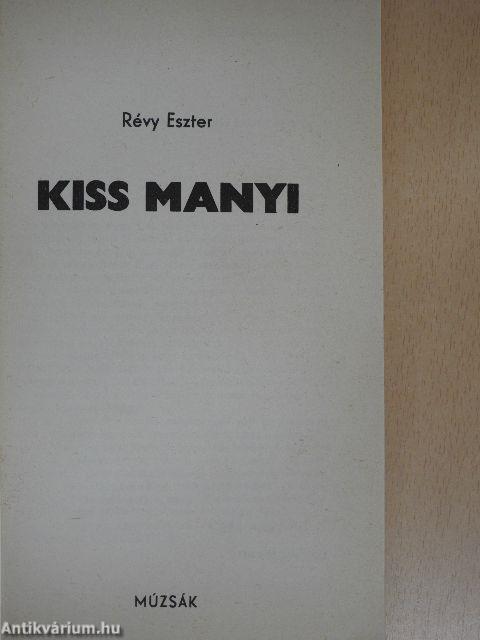 Révy Eszter
KISS MANYI
MÚZSÁK
Antikvárium.hu